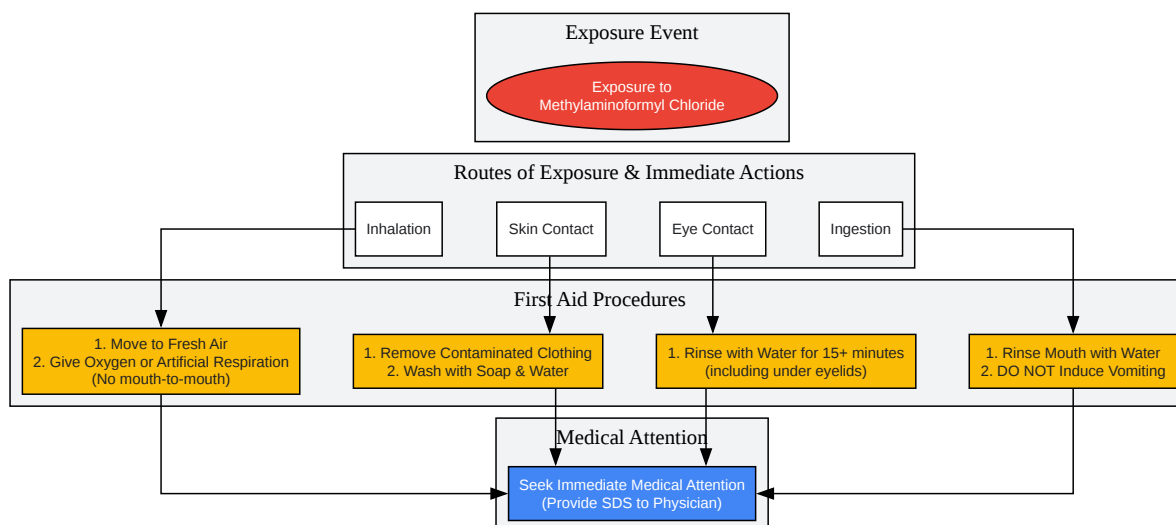 Exposure Event
Exposure to
Methylaminoformyl Chloride
Routes of Exposure & Immediate Actions
Inhalation
Skin Contact
Eye Contact
Ingestion
First Aid Procedures
1. Move to Fresh Air
2. Give Oxygen or Artificial Respiration
(No mouth-to-mouth)
1. Remove Contaminated Clothing
2. Wash with Soap & Water
1. Rinse with Water for 15+ minutes
(including under eyelids)
1. Rinse Mouth with Water
2. DO NOT Induce Vomiting
Medical Attention
Seek Immediate Medical Attention
(Provide SDS to Physician)